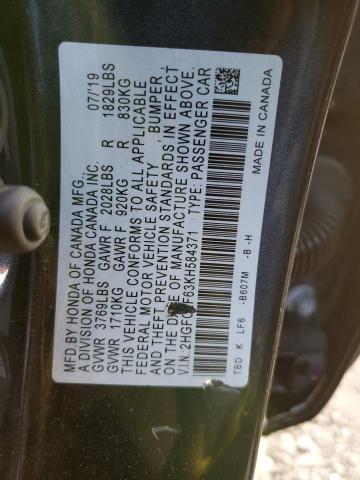 MFD.BY HONDA OF CANADA MFG. 07/19
A DIVISION OF HONDA CANADA INC.
GVWR 3769LBS GAWR F 2028LBS R 1820LBS
GVWR 1710KG GAWR F 920KG R 830KG
THIS VEHICLE CONFORMS TO ALL APPLICABLE
FEDERAL MOTOR VEHICLE SAFETY, BUMPER,
AND THEFT PREVENTION STANDARDS IN EFFECT
ON THE DATE OF MANUFACTURE SHOWN ABOVE.
V.I.N: TYPE: PASSENGER CAR
TBD K LF6 -B607M -B -H
MADE IN CANADA